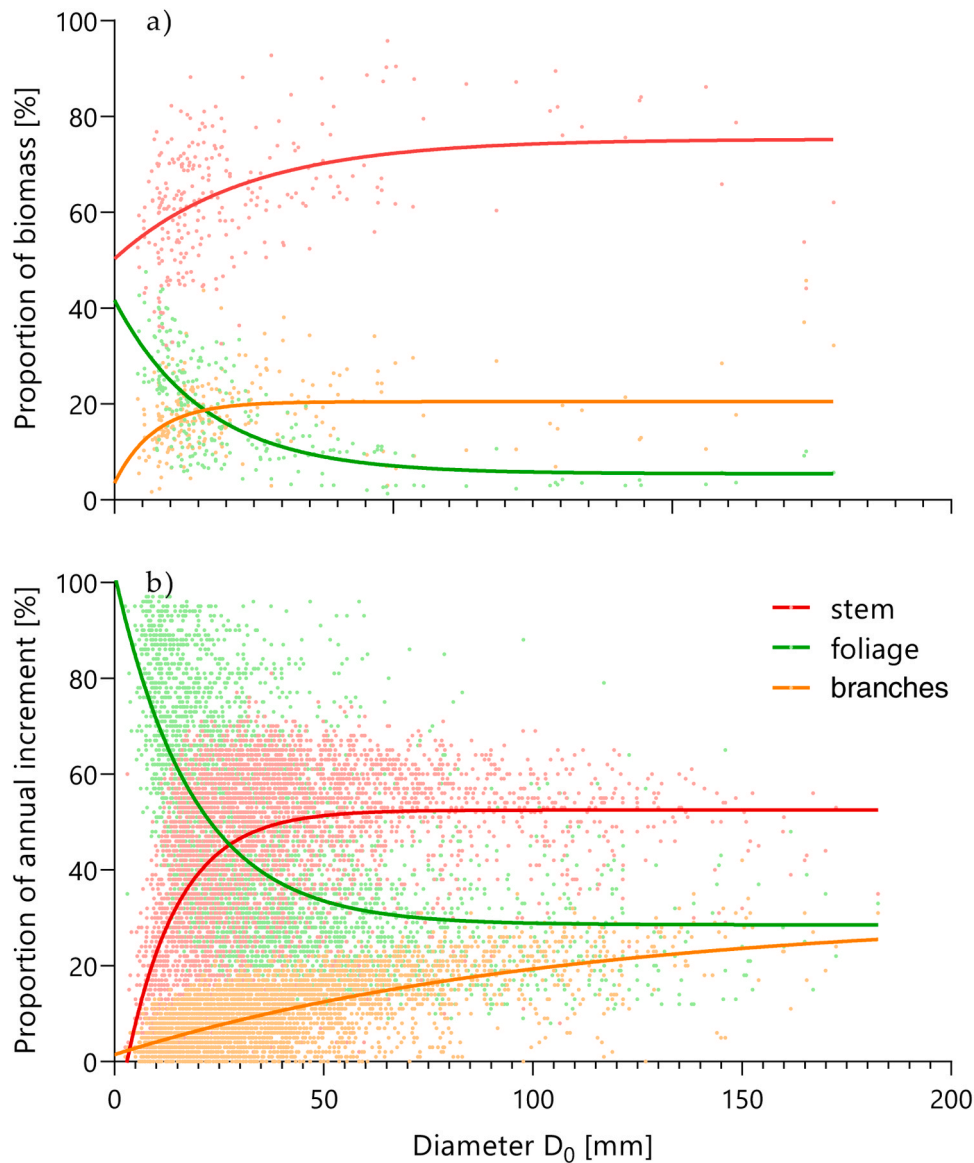 a)
100
80
60
40
20
0
Proportion of biomass [%]
b)
100
80
60
40
20
0
Proportion of annual increment [%]
stem
foliage
branches
0 50 100 150 200
Diameter D₀ [mm]